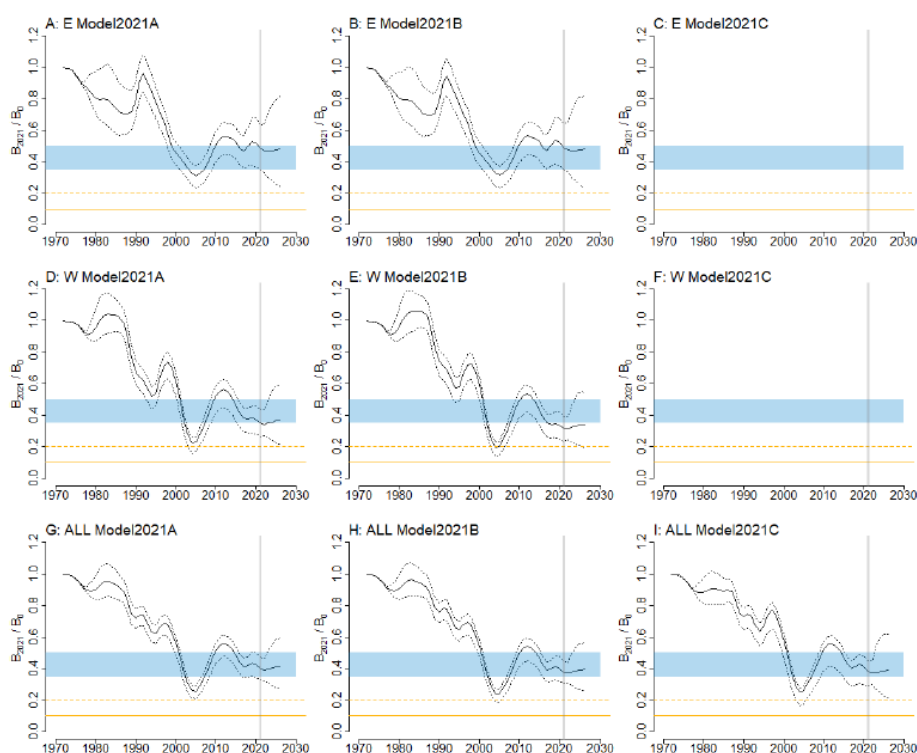 A: E Model2021A
B: E Model2021B
C: E Model2021C
B2021 / B0
0.0 0.2 0.4 0.6 0.8 1.0 1.2
1970 1980 1990 2000 2010 2020 2030
B2021 / B0
0.0 0.2 0.4 0.6 0.8 1.0 1.2
1970 1980 1990 2000 2010 2020 2030
B2021 / B0
0.0 0.2 0.4 0.6 0.8 1.0 1.2
1970 1980 1990 2000 2010 2020 2030
D: W Model2021A
E: W Model2021B
F: W Model2021C
B2021 / B0
0.0 0.2 0.4 0.6 0.8 1.0 1.2
1970 1980 1990 2000 2010 2020 2030
B2021 / B0
0.0 0.2 0.4 0.6 0.8 1.0 1.2
1970 1980 1990 2000 2010 2020 2030
B2021 / B0
0.0 0.2 0.4 0.6 0.8 1.0 1.2
1970 1980 1990 2000 2010 2020 2030
G: ALL Model2021A
H: ALL Model2021B
I: ALL Model2021C
B2021 / B0
0.0 0.2 0.4 0.6 0.8 1.0 1.2
1970 1980 1990 2000 2010 2020 2030
B2021 / B0
0.0 0.2 0.4 0.6 0.8 1.0 1.2
1970 1980 1990 2000 2010 2020 2030
B2021 / B0
0.0 0.2 0.4 0.6 0.8 1.0 1.2
1970 1980 1990 2000 2010 2020 2030